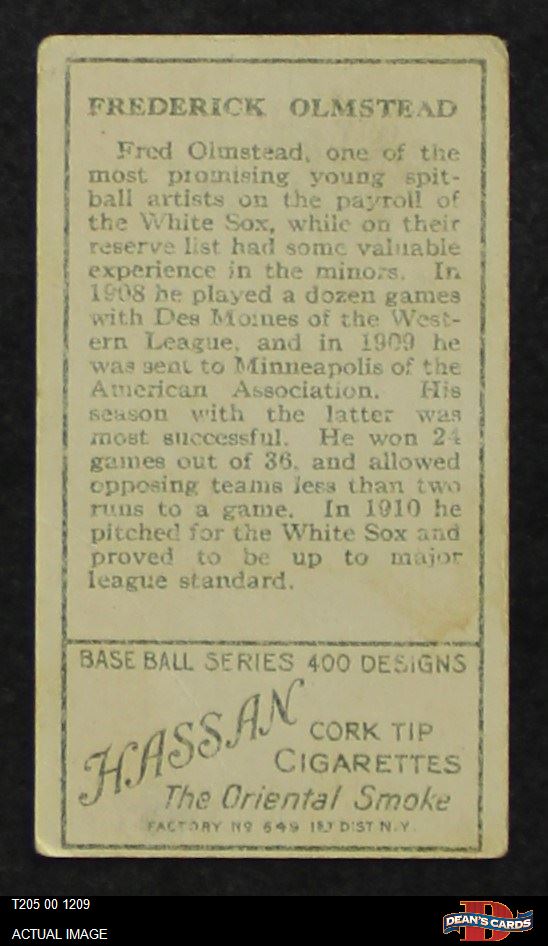 FREDERICK OLMSTEAD
Fred Olmstead, one of the
most promising young spit-
ball artists on the payroll of
the White Sox, while on their
reserve list had some valuable
experience in the minors. In
1908 he played a dozen games
with Des Moines of the West-
ern League, and in 1909 he
was sent to Minneapolis of the
American Association. His
season with the latter was
most successful. He won 24
games out of 36, and allowed
opposing teams less than two
runs to a game. In 1910 he
pitched for the White Sox and
proved to be up to major
league standard.
BASE BALL SERIES 400 DESIGNS
HASSAN
CORK TIP
CIGARETTES
The Oriental Smoke
FACTORY No 649 1ST DIST N.Y.
T205 00 1209
ACTUAL IMAGE
DEAN'S CARDS